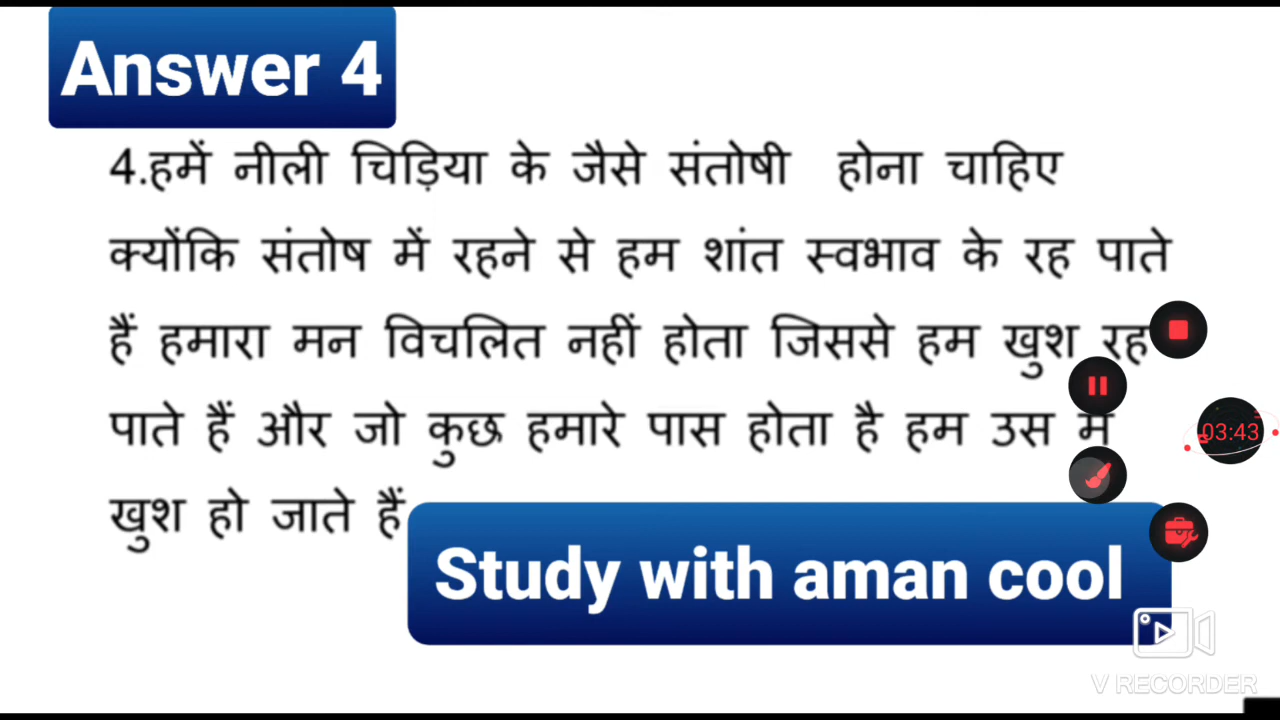 Answer 4
4.हमें नीली चिड़िया के जैसे संतोषी होना चाहिए
क्योंकि संतोष में रहने से हम शांत स्वभाव के रह पाते
हैं हमारा मन विचलित नहीं होता जिससे हम खुश रह
पाते हैं और जो कुछ हमारे पास होता है हम उस में
03:43
खुश हो जाते हैं
Study with aman cool
V RECORDER